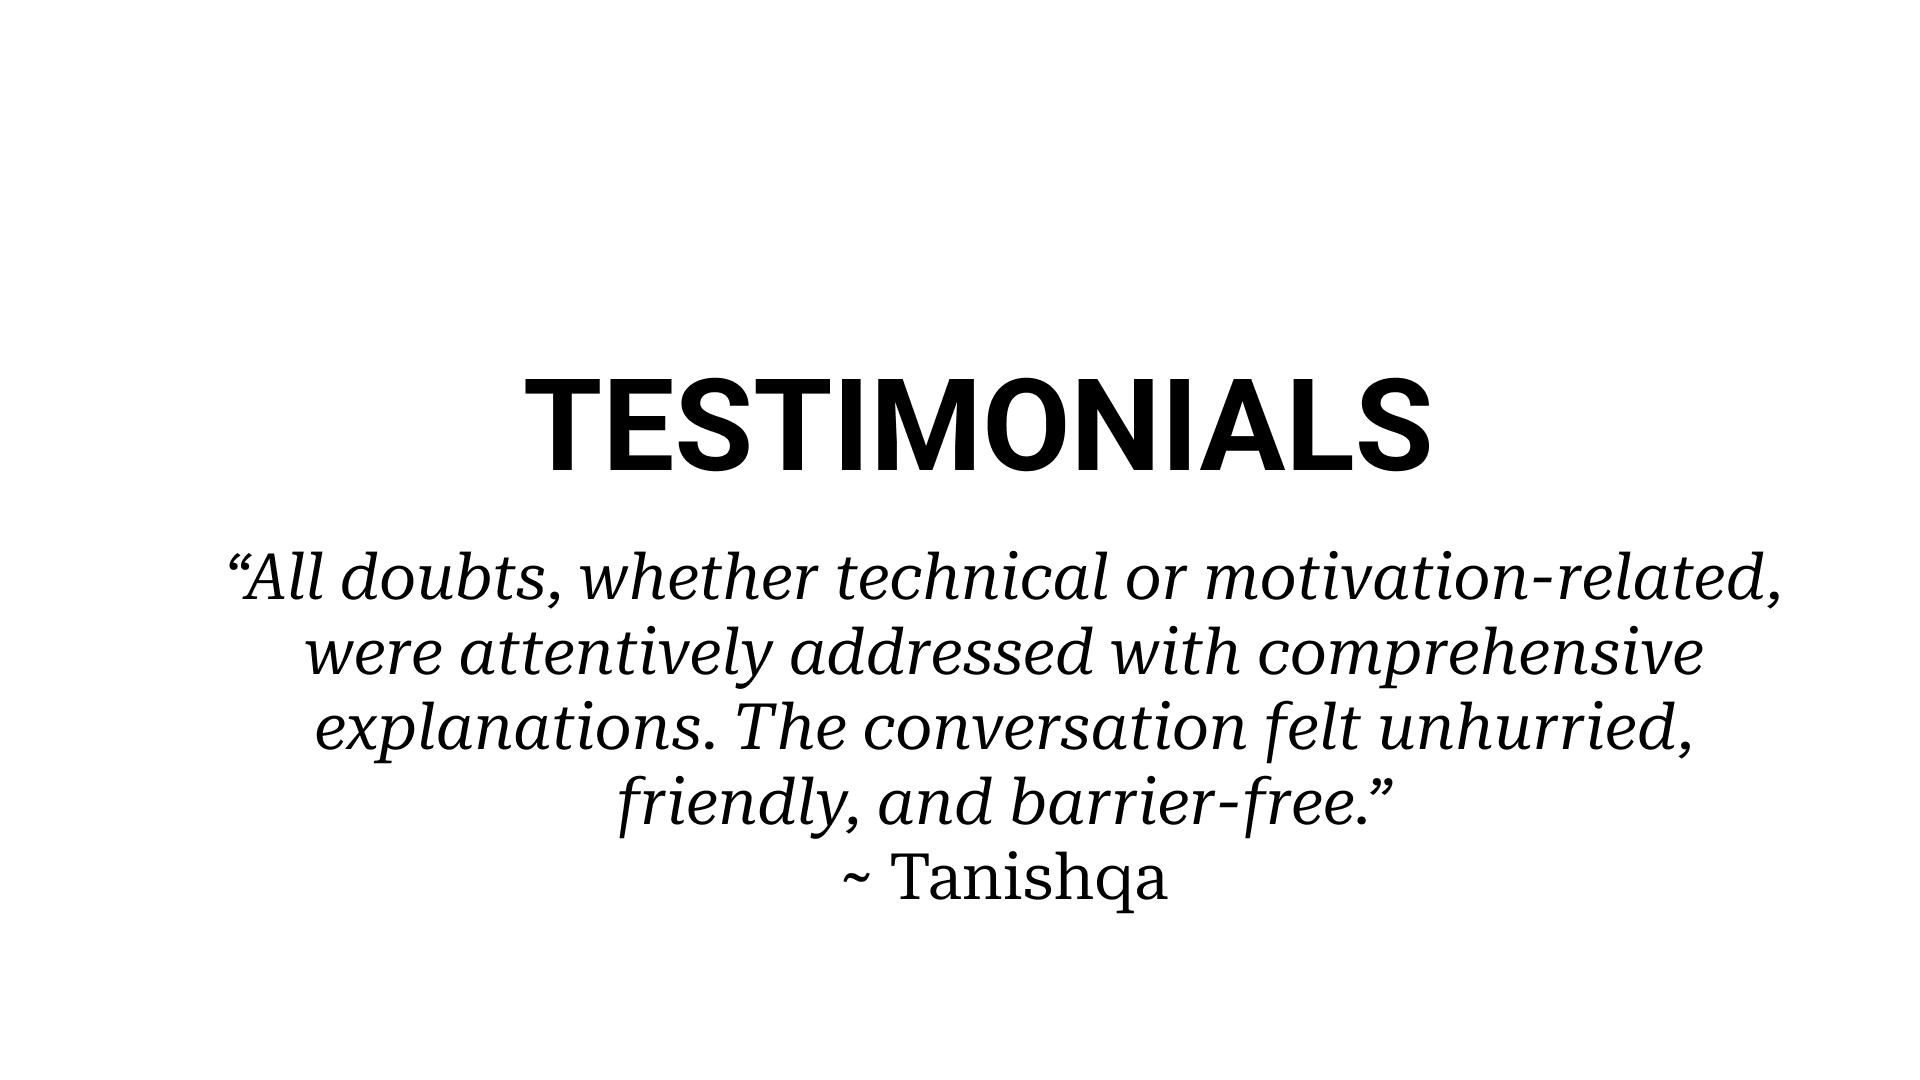 TESTIMONIALS
“All doubts, whether technical or motivation-related,
were attentively addressed with comprehensive
explanations. The conversation felt unhurried,
friendly, and barrier-free.”
~ Tanishqa